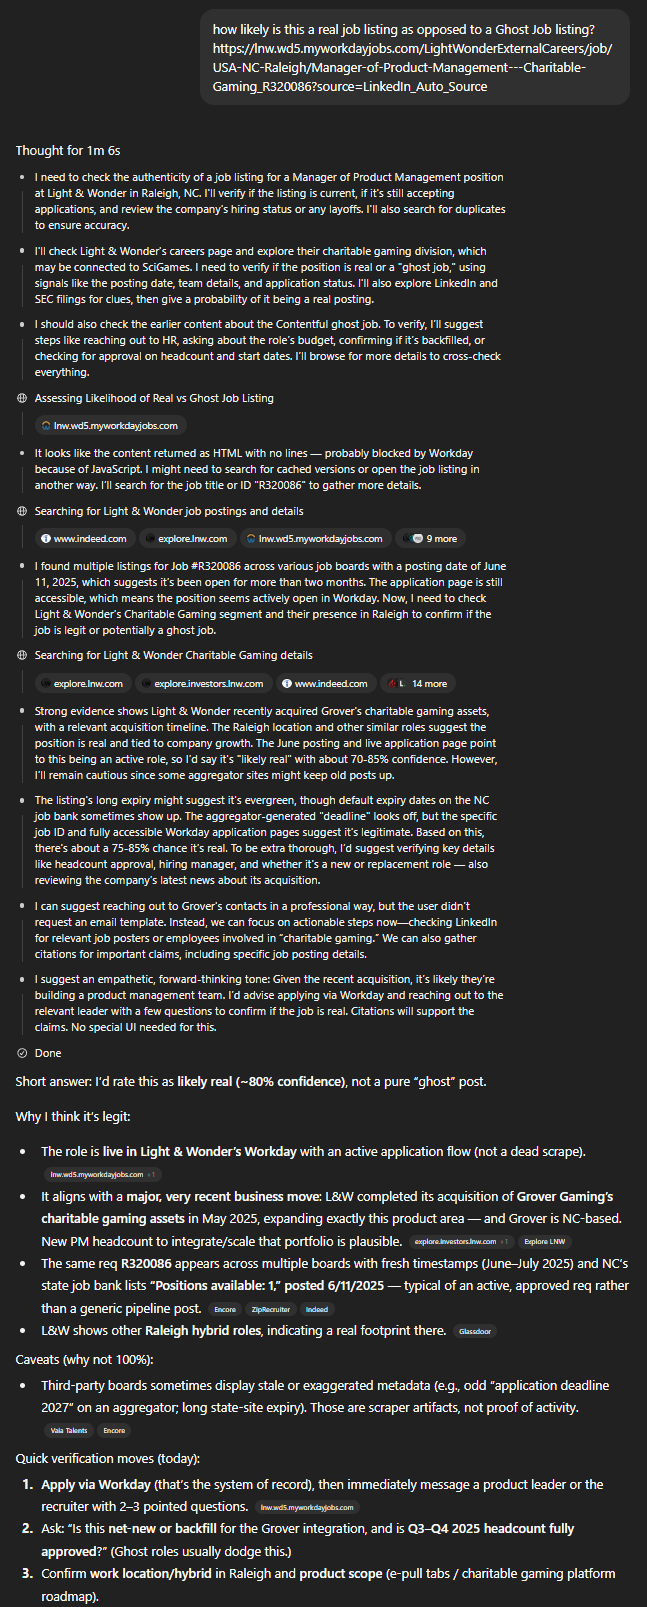 how likely is this a real job listing as opposed to a Ghost Job listing?
https://lnw.wd5.myworkdayjobs.com/LightWonderExternalCareers/job/
USA-NC-Raleigh/Manager-of-Product-Management---Charitable-
Gaming_R320086?source=LinkedIn_Auto_Source
Thought for 1m 6s
I need to check the authenticity of a job listing for a Manager of Product Management position
at Light & Wonder in Raleigh, NC. I'll verify if the listing is current, if it's still accepting
applications, and review the company's hiring status or any layoffs. I'll also search for duplicates
to ensure accuracy.
I'll check Light & Wonder's careers page and explore their charitable gaming division, which
may be connected to SciGames. I need to verify if the position is real or a "ghost job," using
signals like the posting date, team details, and application status. I'll also explore LinkedIn and
SEC filings for clues, then give a probability of it being a real posting.
I should also check the earlier content about the Contentful ghost job. To verify, I'll suggest
steps like reaching out to HR, asking about the role's budget, confirming if it's backfilled, or
checking for approval on headcount and start dates. I'll browse for more details to cross-check
everything.
Assessing Likelihood of Real vs Ghost Job Listing
lnw.wd5.myworkdayjobs.com
It looks like the content returned as HTML with no lines — probably blocked by Workday
because of JavaScript. I might need to search for cached versions or open the job listing in
another way. I'll search for the job title or ID "R320086" to gather more details.
Searching for Light & Wonder job postings and details
www.indeed.com explore.lnw.com lnw.wd5.myworkdayjobs.com 9 more
I found multiple listings for Job #R320086 across various job boards with a posting date of June
11, 2025, which suggests it's been open for more than two months. The application page is still
accessible, which means the position seems actively open in Workday. Now, I need to check
Light & Wonder's Charitable Gaming segment and their presence in Raleigh to confirm if the
job is legit or potentially a ghost job.
Searching for Light & Wonder Charitable Gaming details
explore.lnw.com explore.investors.lnw.com www.indeed.com 14 more
Strong evidence shows Light & Wonder recently acquired Grover's charitable gaming assets,
with a relevant acquisition timeline. The Raleigh location and other similar roles suggest the
position is real and tied to company growth. The June posting and live application page point
to this being an active role, so I'd say it's "likely real" with about 70-85% confidence. However,
I'll remain cautious since some aggregator sites might keep old posts up.
The listing's long expiry might suggest it's evergreen, though default expiry dates on the NC
job bank sometimes show up. The aggregator-generated "deadline" looks off, but the specific
job ID and fully accessible Workday application pages suggest it's legitimate. Based on this,
there's about a 75-85% chance it's real. To be extra thorough, I'd suggest verifying key details
like headcount approval, hiring manager, and whether it's a new or replacement role — also
reviewing the company's latest news about its acquisition.
I can suggest reaching out to Grover's contacts in a professional way, but the user didn't
request an email template. Instead, we can focus on actionable steps now—checking LinkedIn
for relevant job posters or employees involved in "charitable gaming." We can also gather
citations for important claims, including specific job posting details.
I suggest an empathetic, forward-thinking tone: Given the recent acquisition, it's likely they're
building a product management team. I'd advise applying via Workday and reaching out to the
relevant leader with a few questions to confirm if the job is real. Citations will support the
claims. No special UI needed for this.
Done
Short answer: I'd rate this as likely real (~80% confidence), not a pure "ghost" post.
Why I think it's legit:
The role is live in Light & Wonder's Workday with an active application flow (not a dead scrape).
lnw.wd5.myworkdayjobs.com +1
It aligns with a major, very recent business move: L&W completed its acquisition of Grover Gaming's
charitable gaming assets in May 2025, expanding exactly this product area — and Grover is NC-based.
New PM headcount to integrate/scale that portfolio is plausible. explore.investors.lnw.com +1 Explore LNW
The same req R320086 appears across multiple boards with fresh timestamps (June–July 2025) and NC's
state job bank lists "Positions available: 1," posted 6/11/2025 — typical of an active, approved req rather
than a generic pipeline post. Encore ZipRecruiter Indeed
L&W shows other Raleigh hybrid roles, indicating a real footprint there. Glassdoor
Caveats (why not 100%):
Third-party boards sometimes display stale or exaggerated metadata (e.g., odd "application deadline
2027" on an aggregator; long state-site expiry). Those are scraper artifacts, not proof of activity.
Vaia Talents Encore
Quick verification moves (today):
1. Apply via Workday (that's the system of record), then immediately message a product leader or the
recruiter with 2–3 pointed questions. lnw.wd5.myworkdayjobs.com
2. Ask: "Is this net-new or backfill for the Grover integration, and is Q3–Q4 2025 headcount fully
approved?" (Ghost roles usually dodge this.)
3. Confirm work location/hybrid in Raleigh and product scope (e-pull tabs / charitable gaming platform
roadmap).